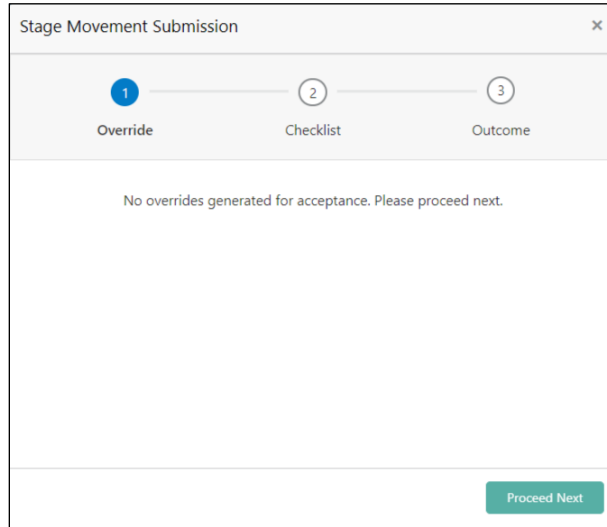 Stage Movement Submission ×
1 2 3
Override Checklist Outcome
No overrides generated for acceptance. Please proceed next.
Proceed Next